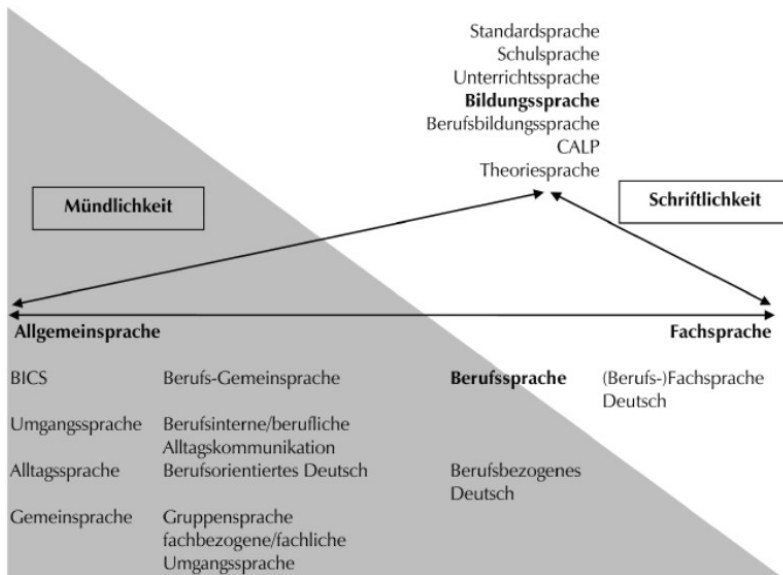 Standardsprache
Schulsprache
Unterrichtssprache
Bildungssprache
Berufsbildungssprache
CALP
Theoriesprache
Mündlichkeit
Schriftlichkeit
Allgemeinsprache
Fachsprache
BICS
Berufs-Gemeinsprache
Berufssprache
(Berufs-)Fachsprache
Deutsch
Umgangssprache
Berufsinterne/berufliche
Alltagskommunikation
Alltagssprache
Berufsorientiertes Deutsch
Berufsbezogenes
Deutsch
Gemeinsprache
Gruppensprache
fachbezogene/fachliche
Umgangssprache